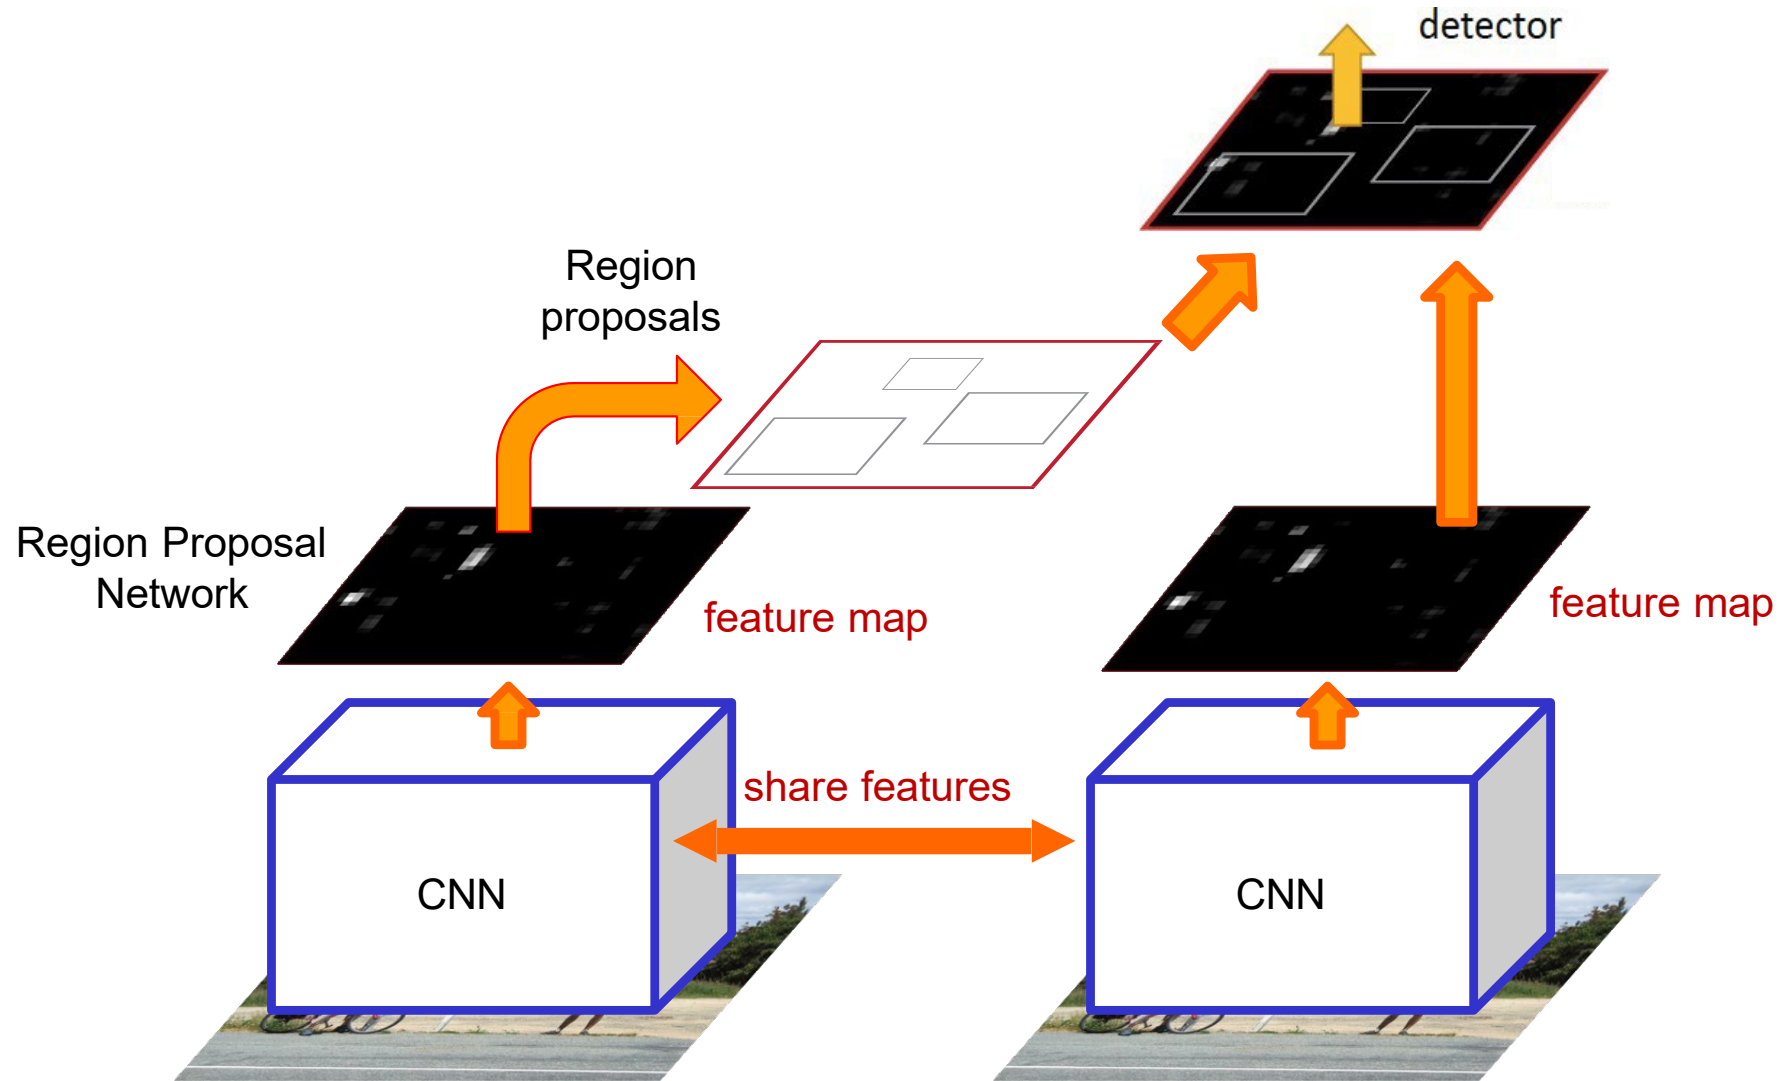 detector
Region
proposals
Region Proposal
Network
feature map
feature map
share features
CNN
CNN